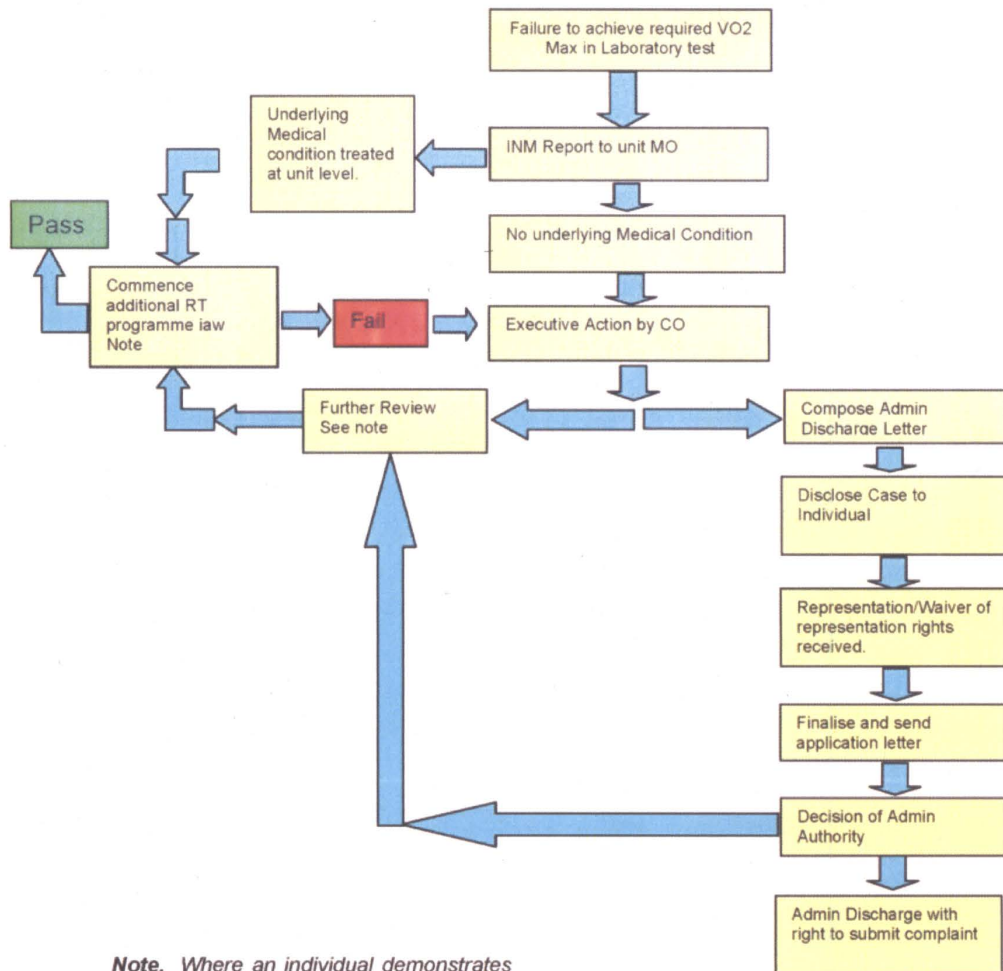 Failure to achieve required VO2
Max in Laboratory test
Underlying
Medical
condition treated
at unit level.
INM Report to unit MO
No underlying Medical Condition
Pass
Commence
additional RT
programme iaw
Note
Fail
Executive Action by CO
Further Review
See note
Compose Admin
Discharge Letter
Disclose Case to
Individual
Representation/Waiver of
representation rights
received.
Finalise and send
application letter
Decision of Admin
Authority
Admin Discharge with
right to submit complaint
Note. Where an individual demonstrates